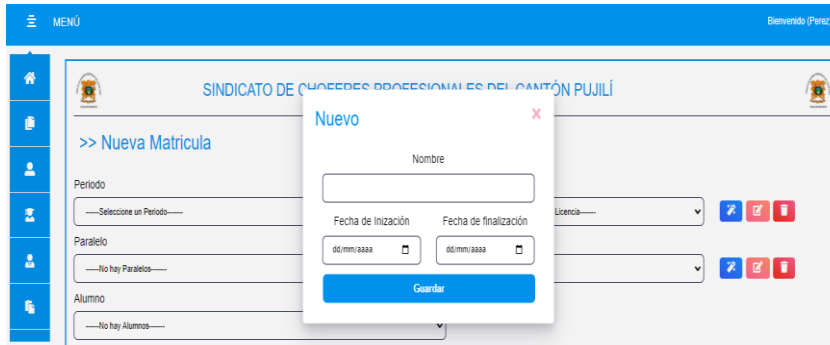 MENÚ
Bienvenido (Perez
SINDICATO DE CHOFERES PROFESIONALES DEL CANTÓN PUJILÍ
Nuevo
X
>> Nueva Matricula
Nombre
Periodo
-----Seleccione un Periodo-------
Licencia-------
Fecha de Inización
Fecha de finalización
dd/mm/aaaa
dd/mm/aaaa
Paralelo
------No hay Paralelos-------
Guardar
Alumno
------No hay Alumnos-------